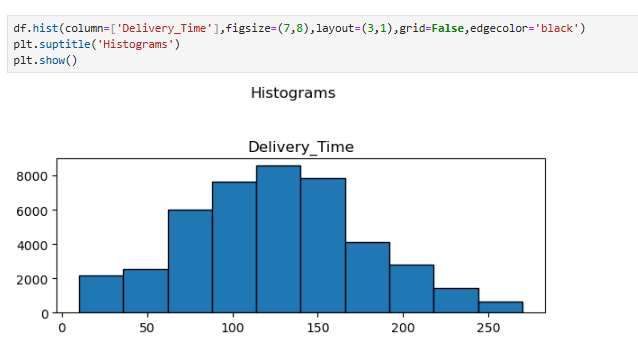 df.hist(column=['Delivery_Time'],figsize=(7,8),layout=(3,1),grid=False,edgecolor='black')
plt.suptitle('Histograms')
plt.show()
Histograms
Delivery_Time
8000
6000
4000
2000
0
0 50 100 150 200 250